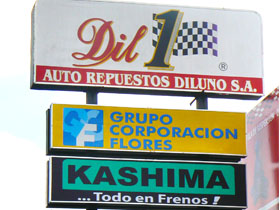 Dil 1 ®
AUTO REPUESTOS DILUNO S.A.
GRUPO
CORPORACION
FLORES
KASHIMA
... Todo en Frenos!